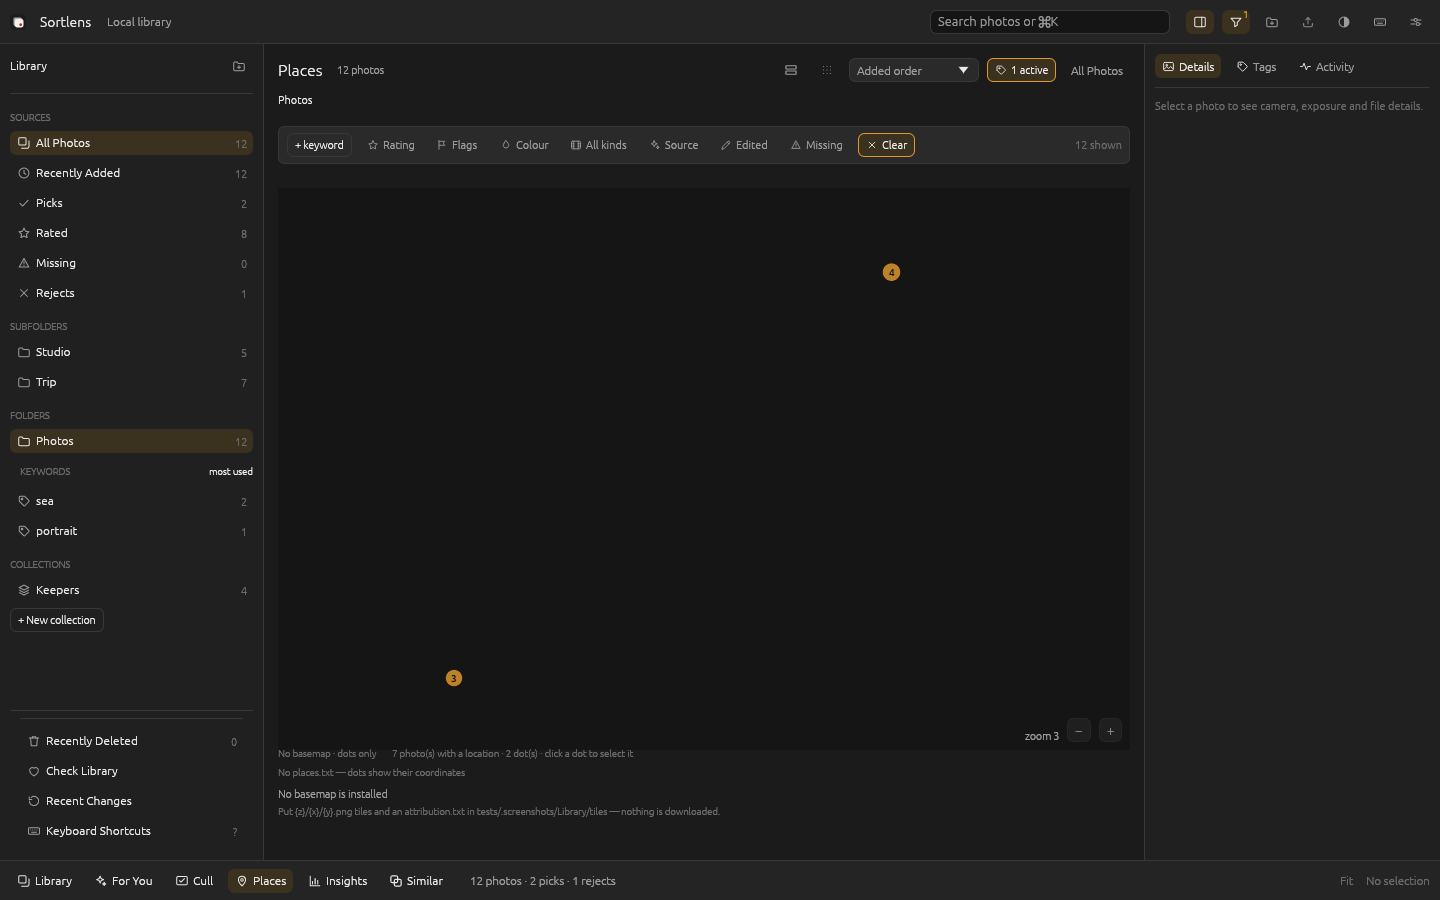 Sortlens Local library
Search photos or ⌘K
1
Library
SOURCES
All Photos 12
Recently Added 12
Picks 2
Rated 8
Missing 0
Rejects 1
SUBFOLDERS
Studio 5
Trip 7
FOLDERS
Photos 12
KEYWORDS most used
sea 2
portrait 1
COLLECTIONS
Keepers 4
+ New collection
Recently Deleted 0
Check Library
Recent Changes
Keyboard Shortcuts ?
Places 12 photos
Added order
1 active
All Photos
Photos
+ keyword Rating Flags Colour All kinds Source Edited Missing Clear 12 shown
4
3
zoom 3 − +
No basemap · dots only 7 photo(s) with a location · 2 dot(s) · click a dot to select it
No places.txt — dots show their coordinates
No basemap is installed
Put {z}/{x}/{y}.png tiles and an attribution.txt in tests/.screenshots/Library/tiles — nothing is downloaded.
Details Tags Activity
Select a photo to see camera, exposure and file details.
Library For You Cull Places Insights Similar 12 photos · 2 picks · 1 rejects Fit No selection